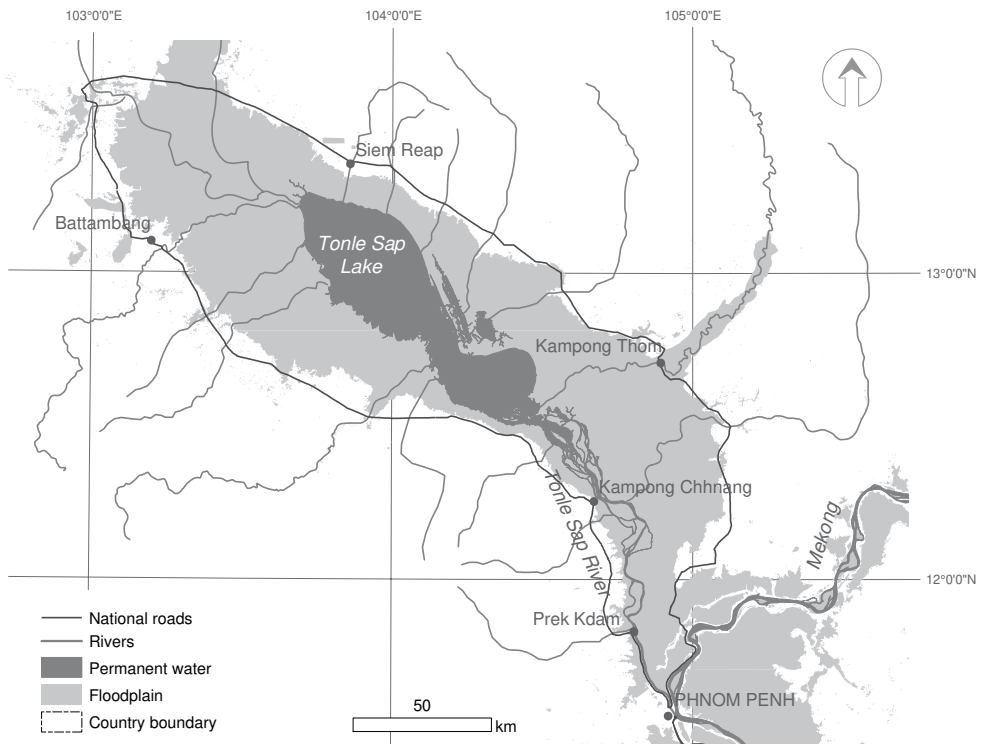 103°0'0"E 104°0'0"E 105°0'0"E
Siem Reap
Battambang
Tonle Sap
Lake
13°0'0"N
Kampong Thom
Kampong Chhnang
Tonle Sap River
Mekong
12°0'0"N
Prek Kdam
PHNOM PENH
National roads
Rivers
Permanent water
Floodplain
Country boundary
50
km